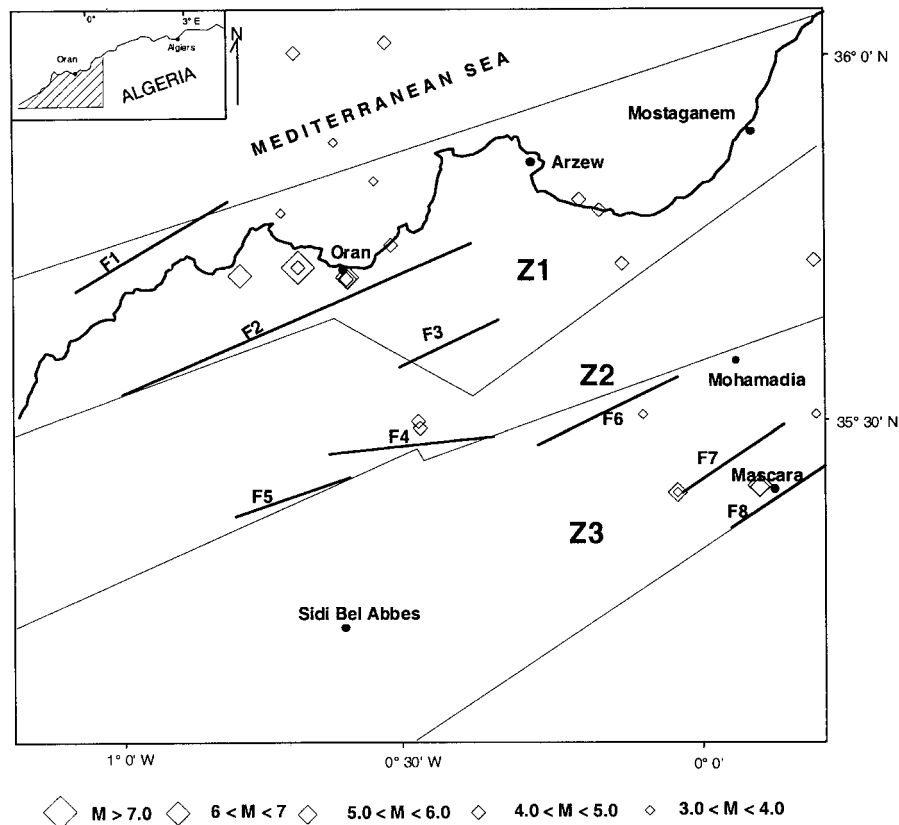 0°
3° E
N
Oran
Algiers
ALGERIA
MEDITERRANEAN SEA
36° 0' N
Mostaganem
Arzew
F1
Oran
Z1
F2
F3
Z2
Mohamadia
F6
35° 30' N
F4
F7
Mascara
F5
F8
Z3
Sidi Bel Abbes
1° 0' W
0° 30' W
0° 0'
M > 7.0
6 < M < 7
5.0 < M < 6.0
4.0 < M < 5.0
3.0 < M < 4.0